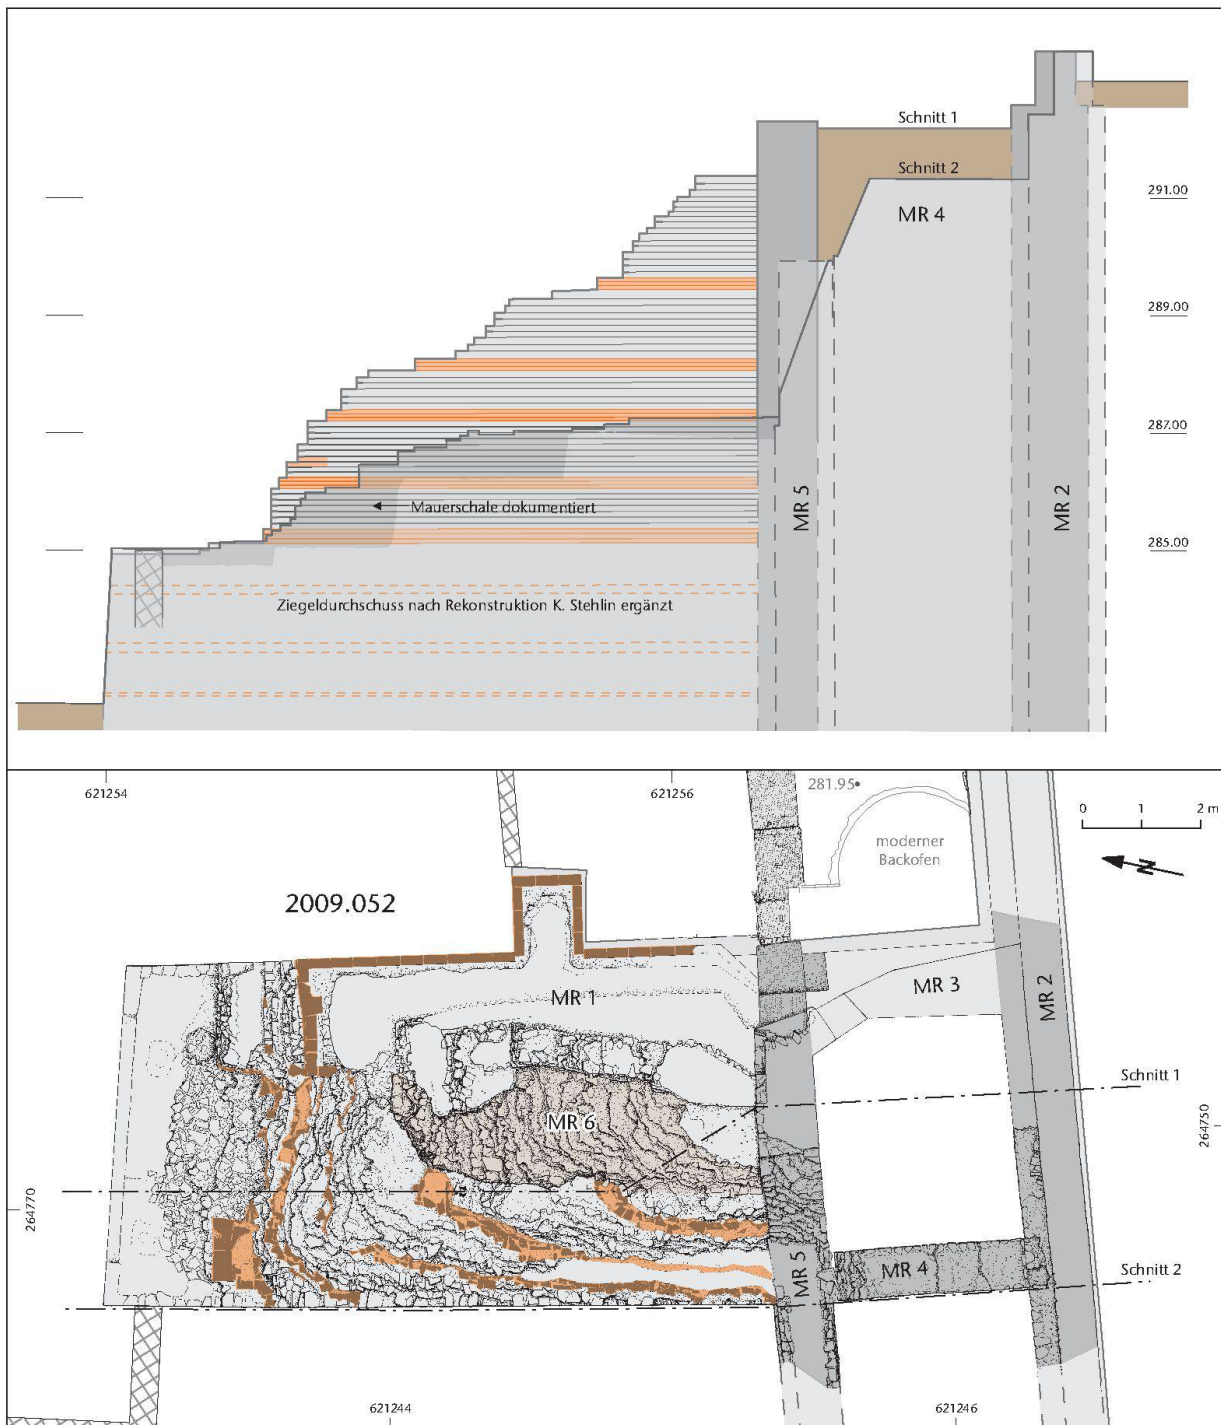 Schnitt 1
Schnitt 2
MR 4
291.00
289.00
287.00
285.00
MR 5
MR 2
Mauerschale dokumentiert
Ziegeldurchschuss nach Rekonstruktion K. Stehlin ergänzt
621254
621256
281.95
0 1 2 m
moderner
Backofen
N
2009.052
MR 1
MR 3
MR 2
Schnitt 1
MR 6
264750
264770
MR 5
MR 4
Schnitt 2
621244
621246